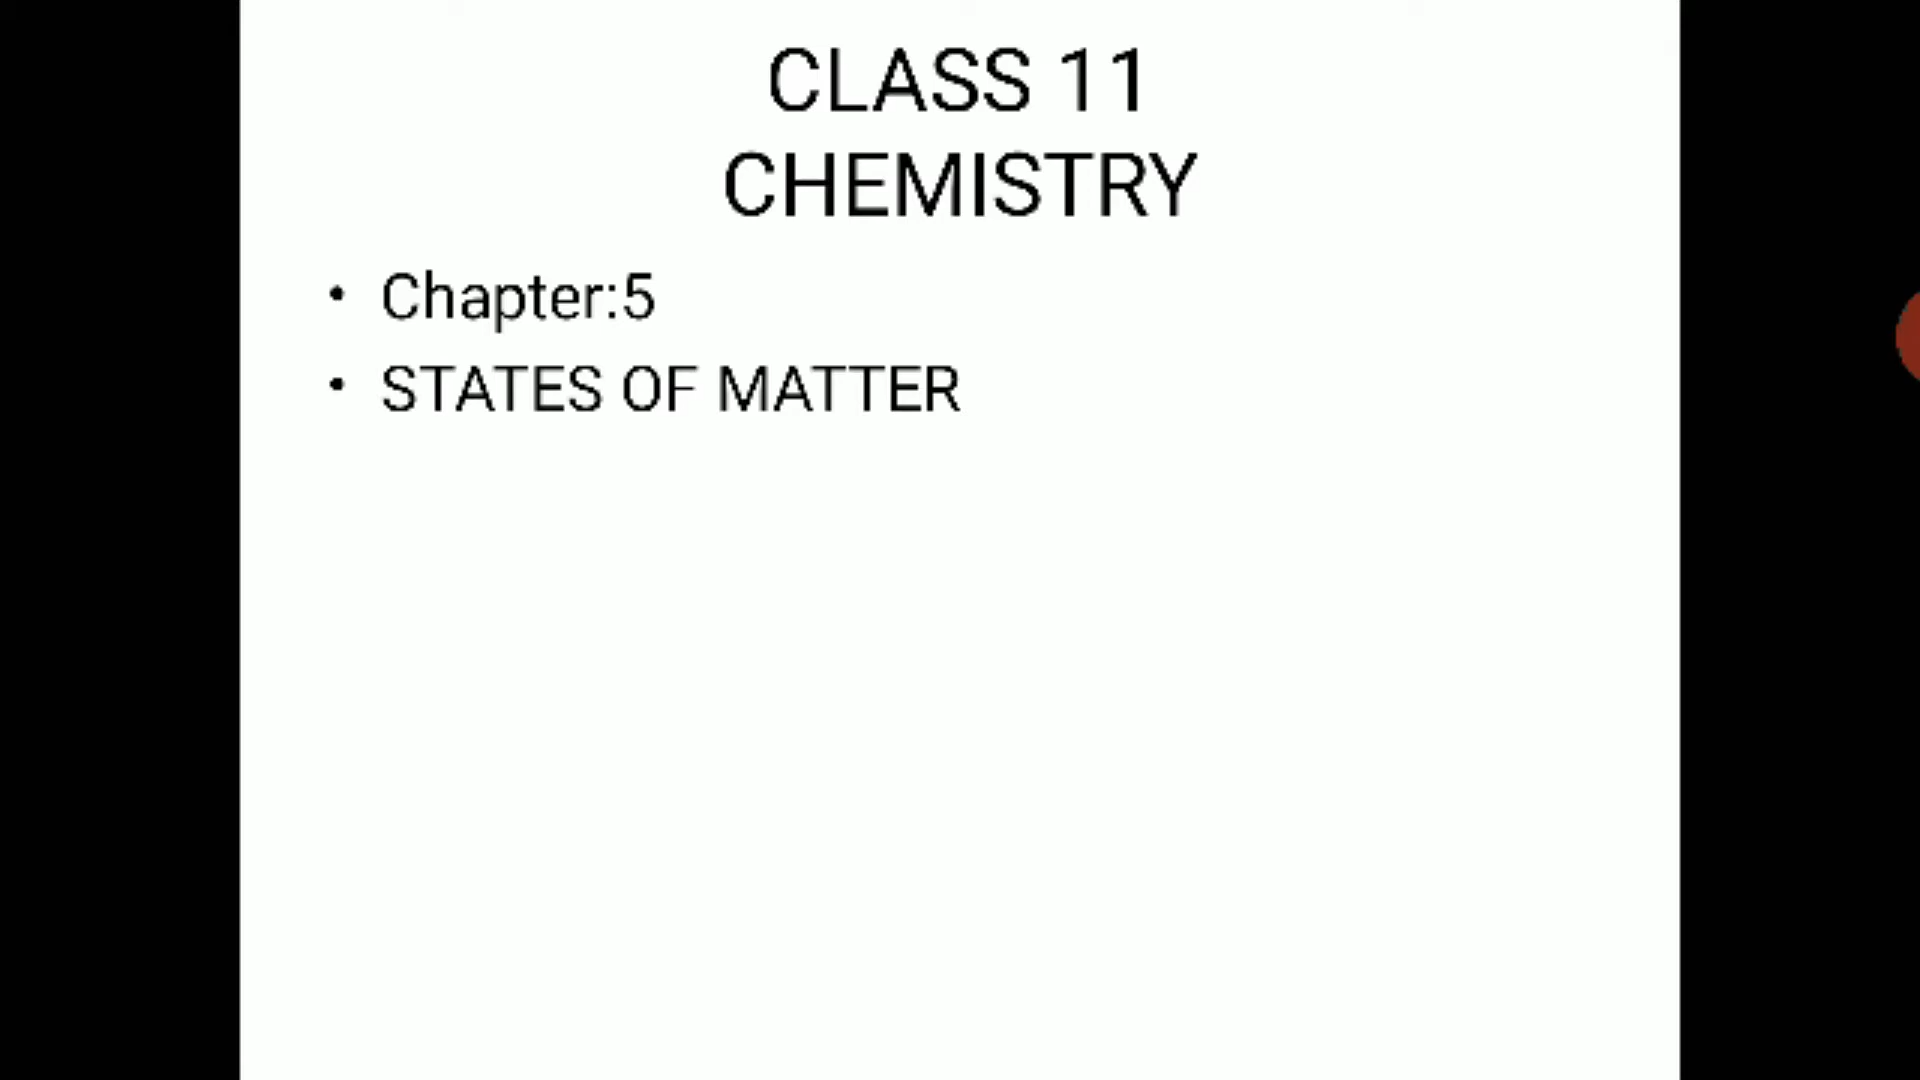 CLASS 11
CHEMISTRY
• Chapter:5
• STATES OF MATTER